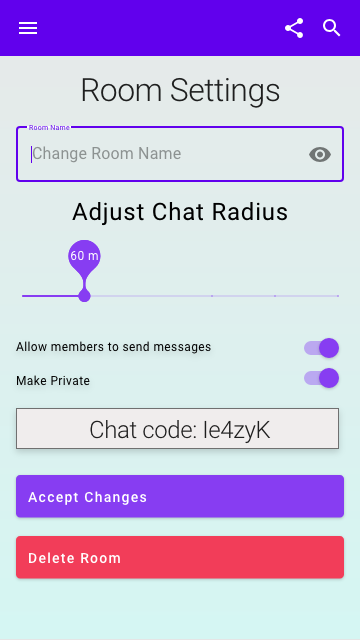 Room Settings
Room Name
Change Room Name
Adjust Chat Radius
60 m
Allow members to send messages
Make Private
Chat code: Ie4zyK
Accept Changes
Delete Room